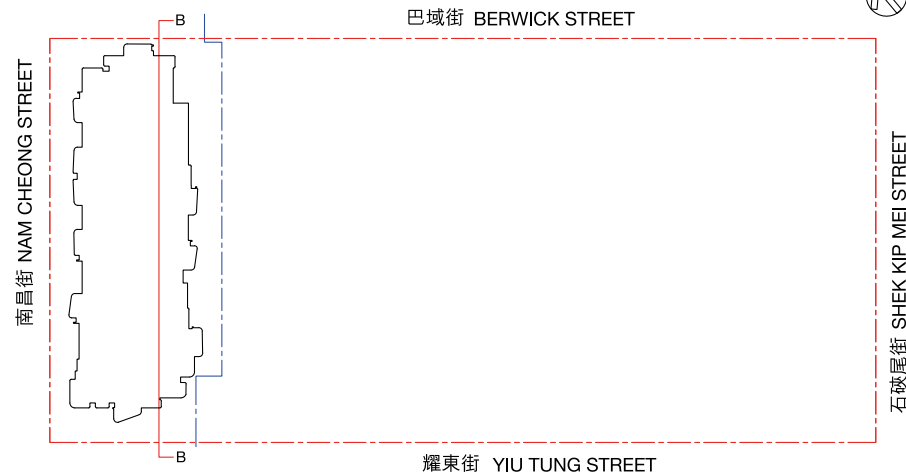 巴域街 BERWICK STREET
B
南昌街 NAM CHEONG STREET
石硤尾街 SHEK KIP MEI STREET
B
耀東街 YIU TUNG STREET